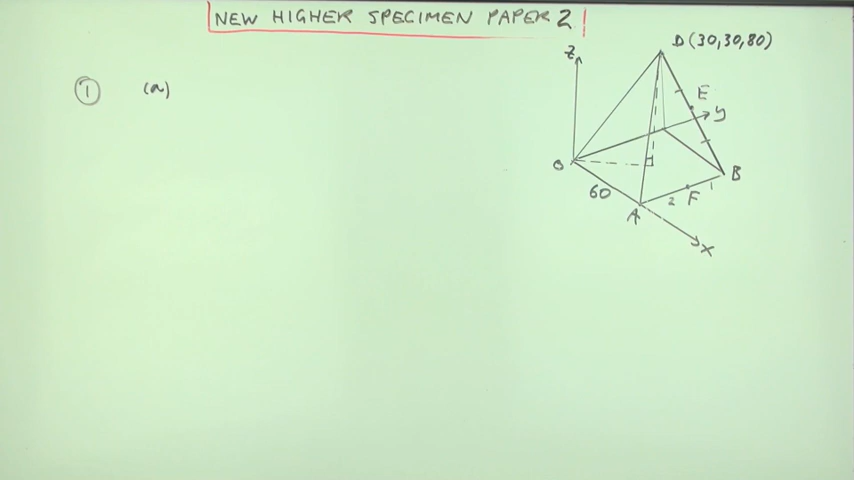 NEW HIGHER SPECIMEN PAPER 2
1 (a)
D (30,30,80)
Z
E
y
O
B
60
1
2 F
A
x